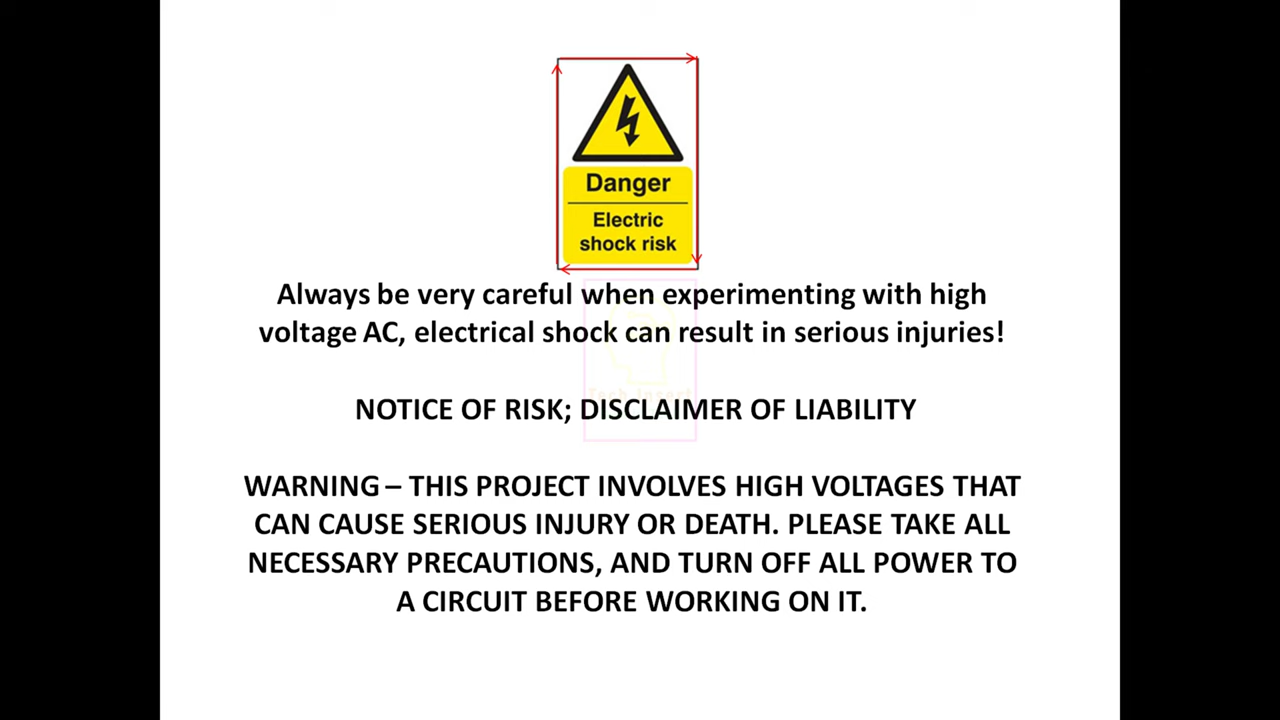 Danger
Electric
shock risk
Always be very careful when experimenting with high
voltage AC, electrical shock can result in serious injuries!
NOTICE OF RISK; DISCLAIMER OF LIABILITY
WARNING – THIS PROJECT INVOLVES HIGH VOLTAGES THAT
CAN CAUSE SERIOUS INJURY OR DEATH. PLEASE TAKE ALL
NECESSARY PRECAUTIONS, AND TURN OFF ALL POWER TO
A CIRCUIT BEFORE WORKING ON IT.